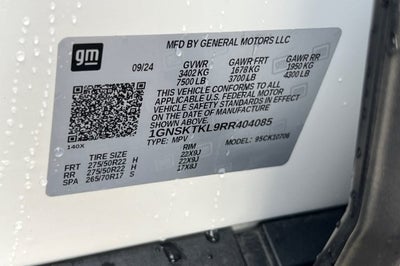 gm
MFD BY GENERAL MOTORS LLC
09/24 GVWR GAWR FRT GAWR RR
3402 KG 1678 KG 1950 KG
7500 LB 3700 LB 4300 LB
THIS VEHICLE CONFORMS TO ALL
APPLICABLE U.S. FEDERAL MOTOR
VEHICLE SAFETY STANDARDS IN
EFFECT ON THE DATE OF
MANUFACTURE SHOWN ABOVE.
1GNSKTKL9RR404085
140X TYPE: MPV MODEL: 9SCK10706
TIRE SIZE RIM
FRT 275/50R22 H 22X9J
RR 275/50R22 H 22X9J
SPA 265/70R17 S 17X8J